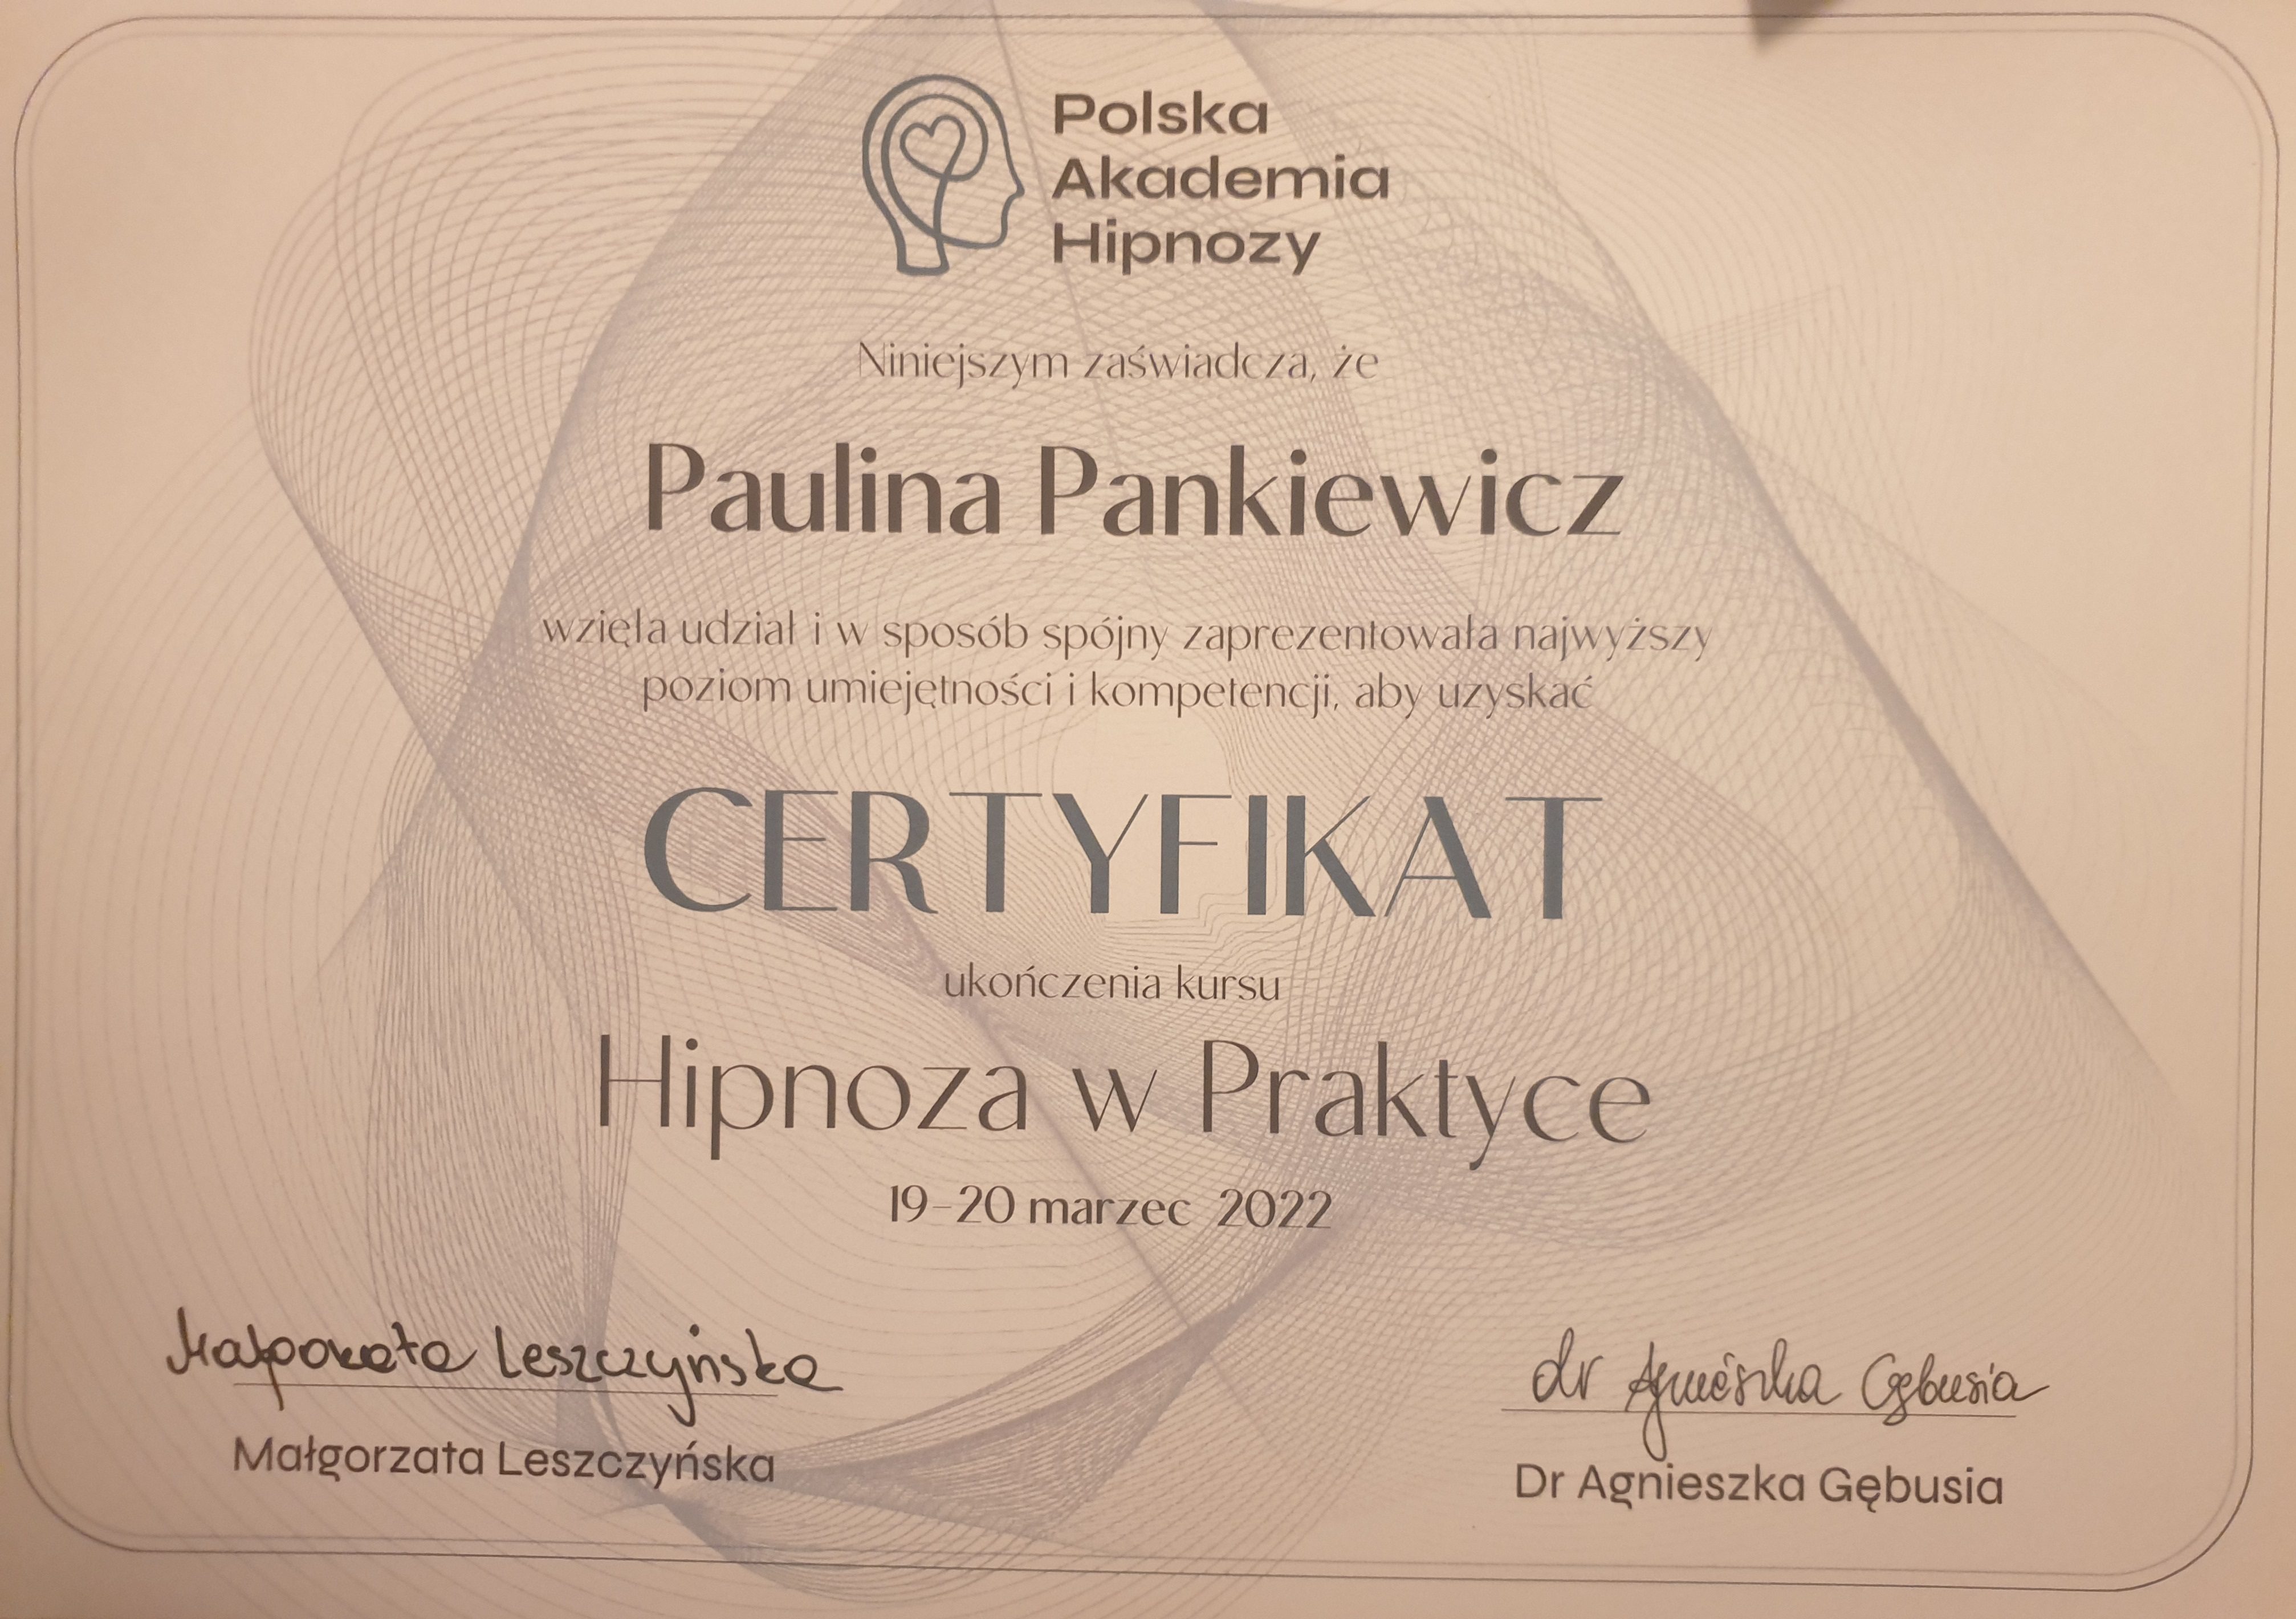 Polska
Akademia
Hipnozy
Niniejszym zaświadcza, że
Paulina Pankiewicz
wzięła udział i w sposób spójny zaprezentowała najwyższy
poziom umiejętności i kompetencji, aby uzyskać
CERTYFIKAT
ukończenia kursu
Hipnoza w Praktyce
19-20 marzec 2022
Małgorzata Leszczyńska
dr Agnieszka Gębusia
Małgorzata Leszczyńska
Dr Agnieszka Gębusia